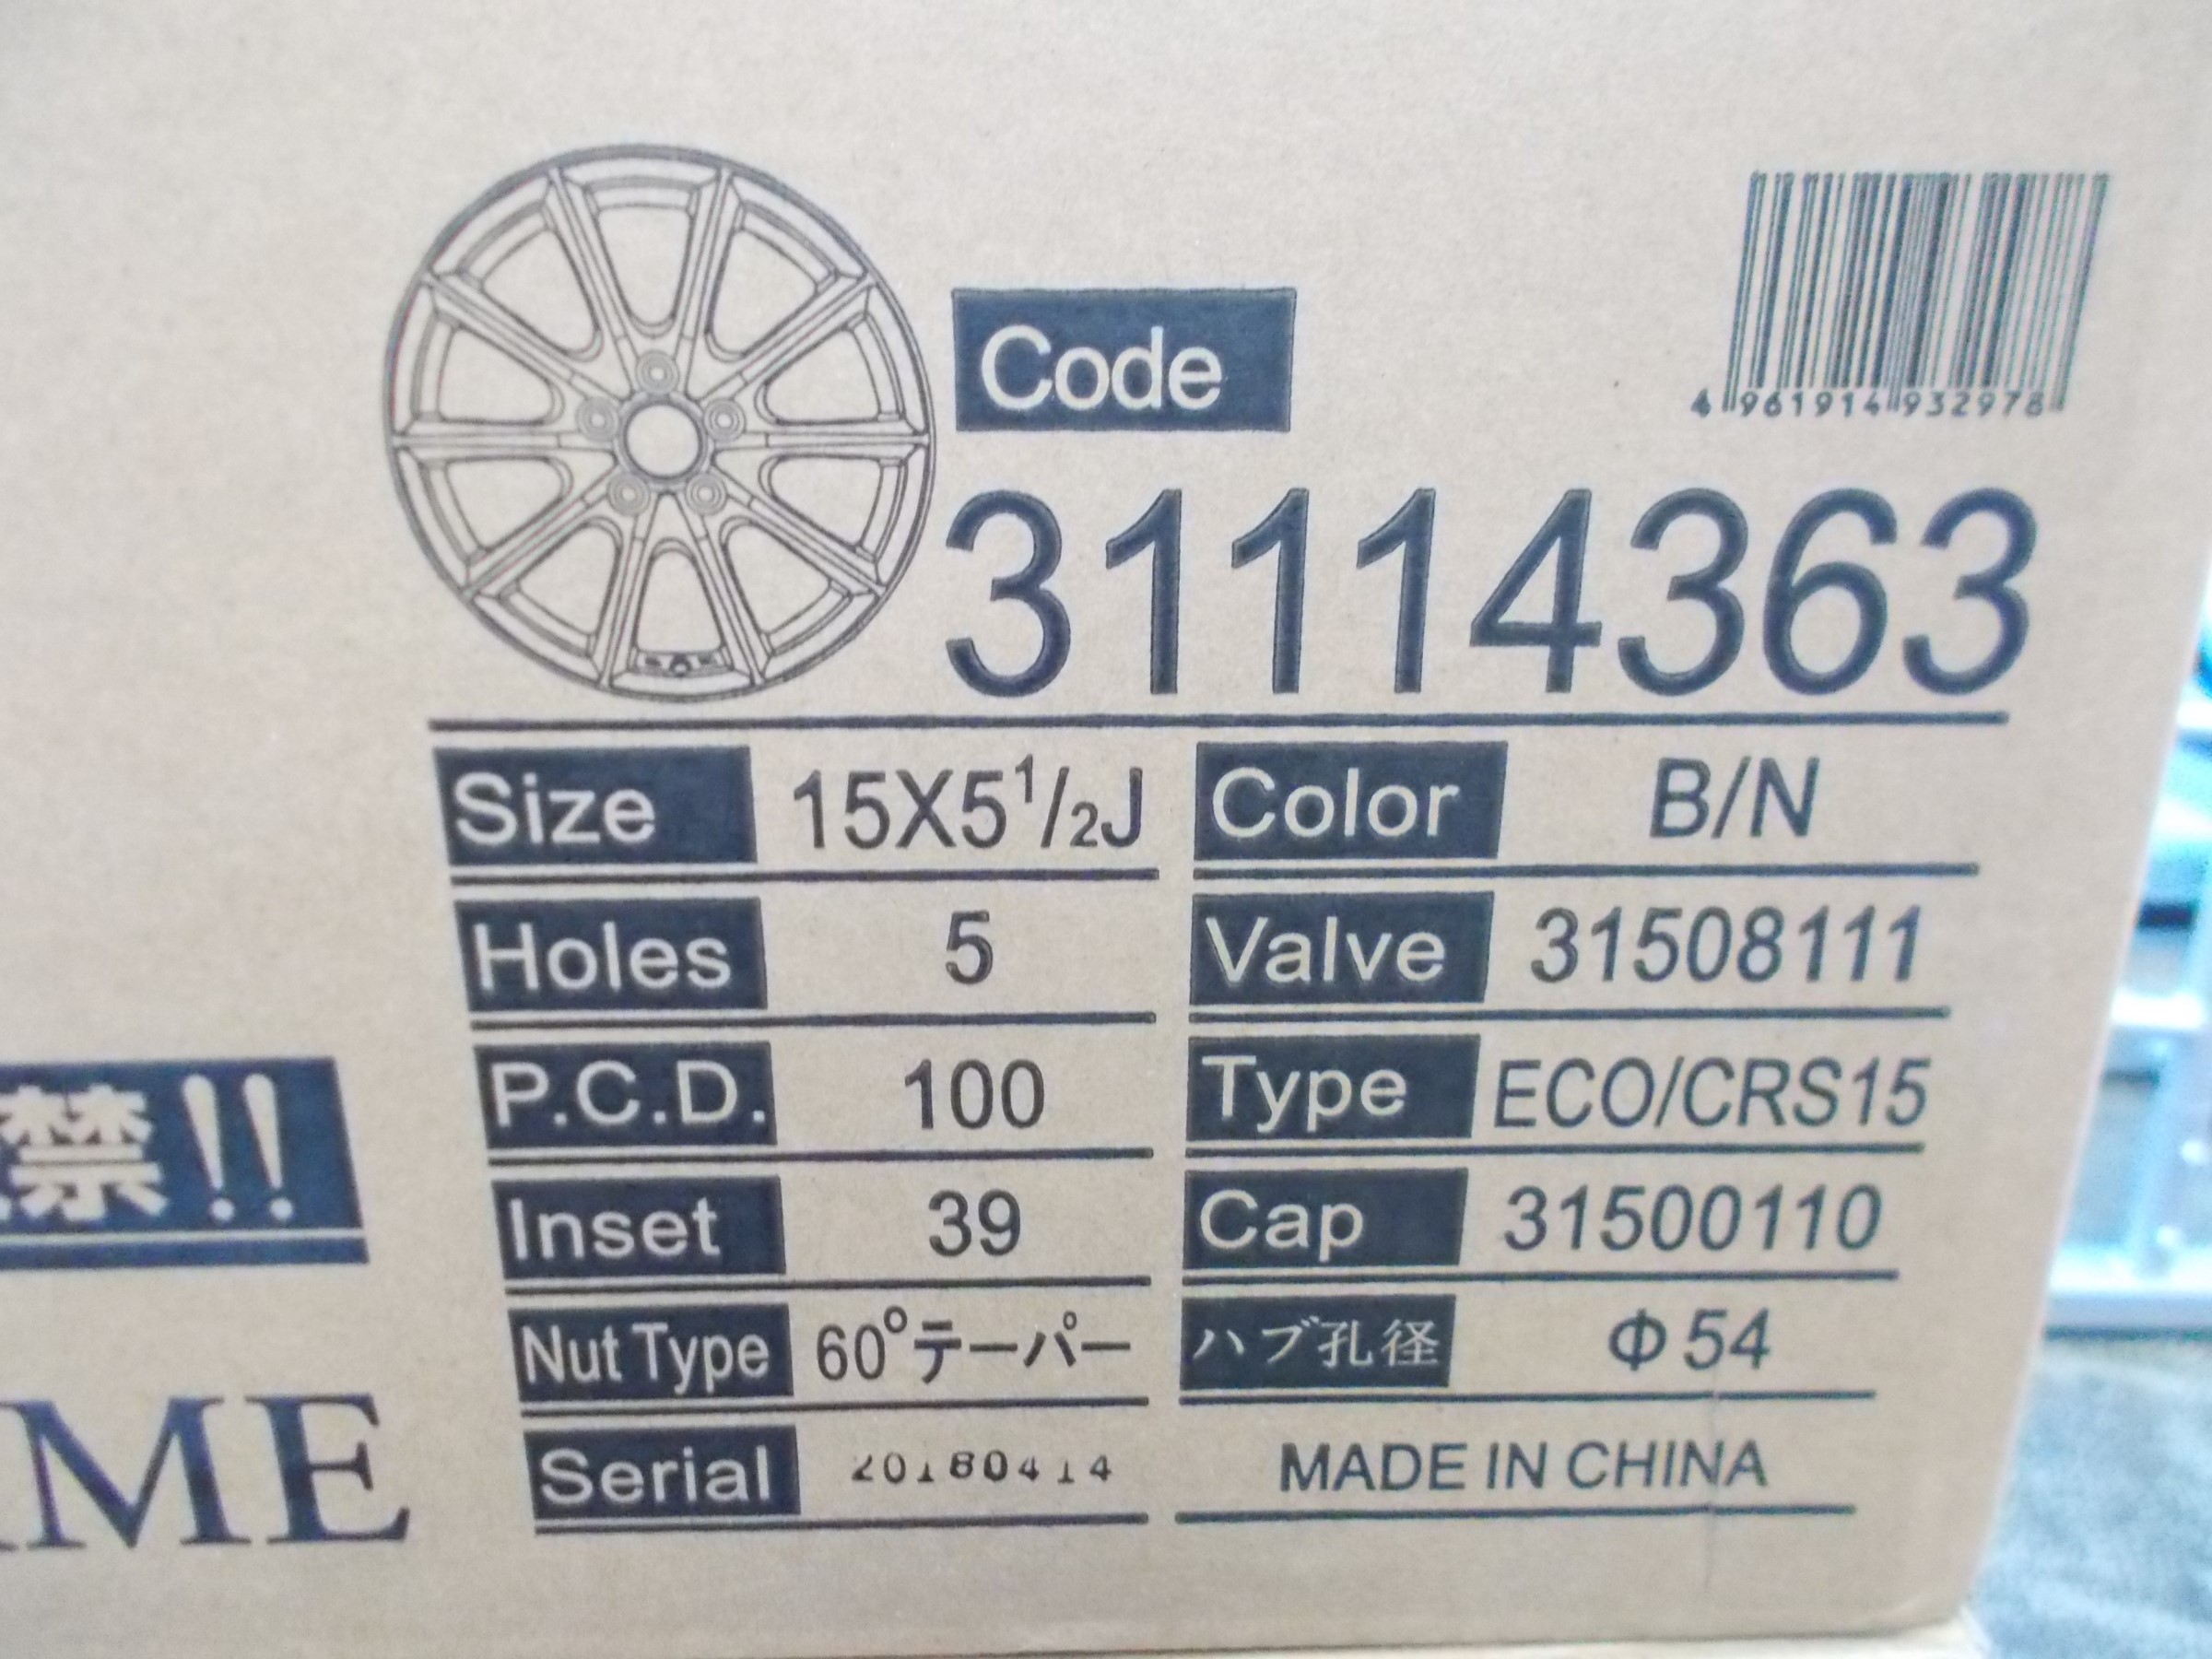 Code
4 961914 932978
31114363
Size 15X5 1/2J Color B/N
Holes 5 Valve 31508111
P.C.D. 100 Type ECO/CRS15
Inset 39 Cap 31500110
Nut Type 60°テーパー ハブ孔径 Φ54
Serial 20180414 MADE IN CHINA
禁!!
ME